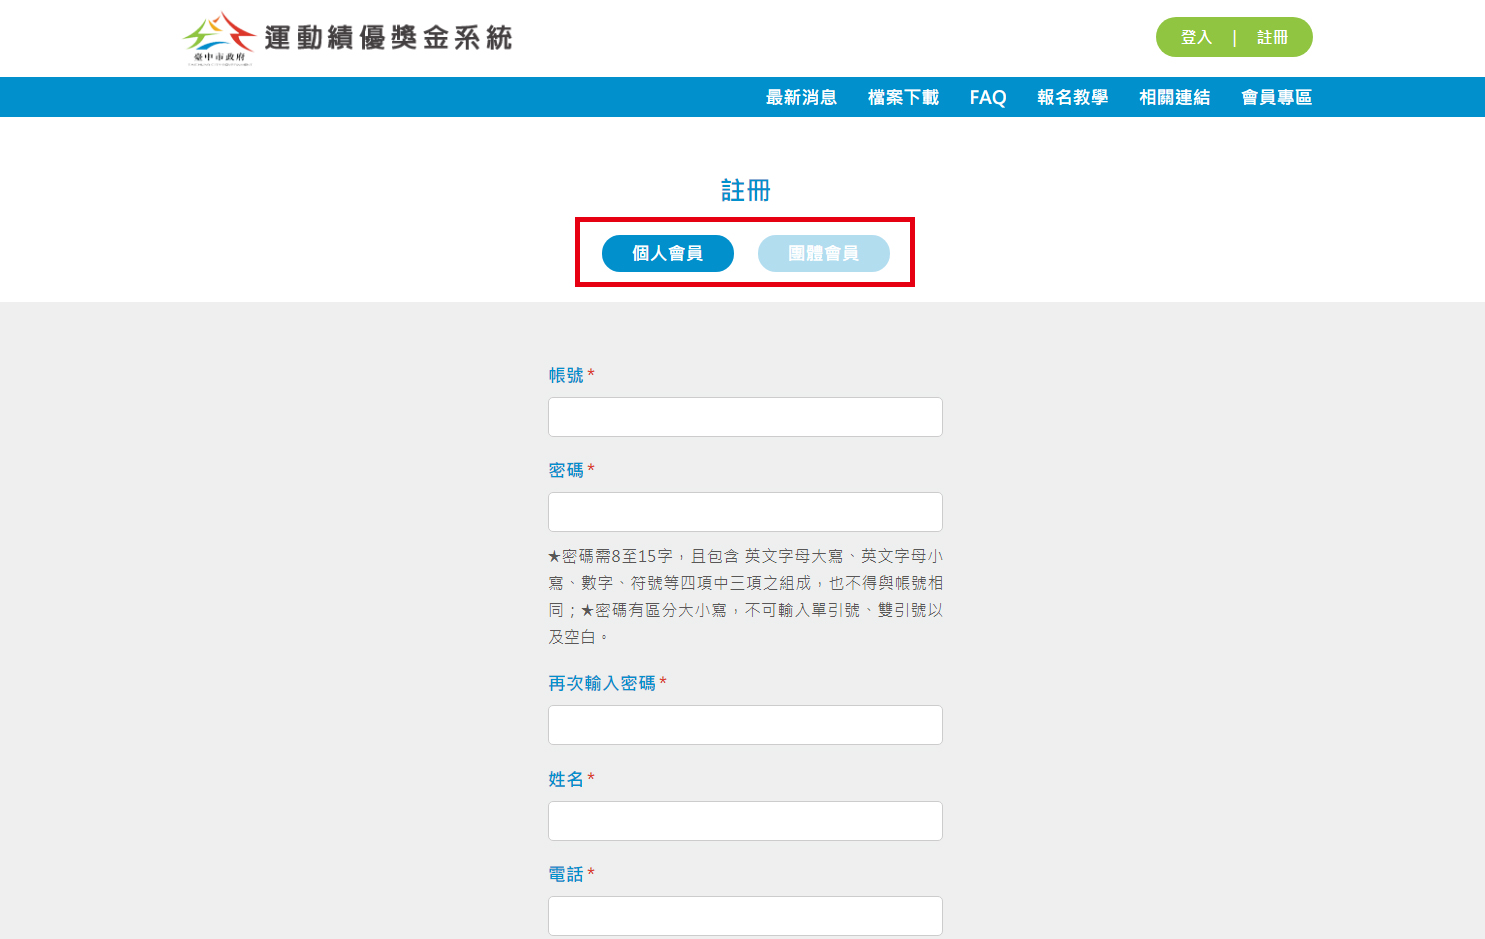 臺中市政府
運動績優獎金系統
登入 | 註冊
最新消息 檔案下載 FAQ 報名教學 相關連結 會員專區
註冊
個人會員 團體會員
帳號*
密碼*
★密碼需8至15字，且包含 英文字母大寫、英文字母小
寫、數字、符號等四項中三項之組成，也不得與帳號相
同；★密碼有區分大小寫，不可輸入單引號、雙引號以
及空白。
再次輸入密碼*
姓名*
電話*